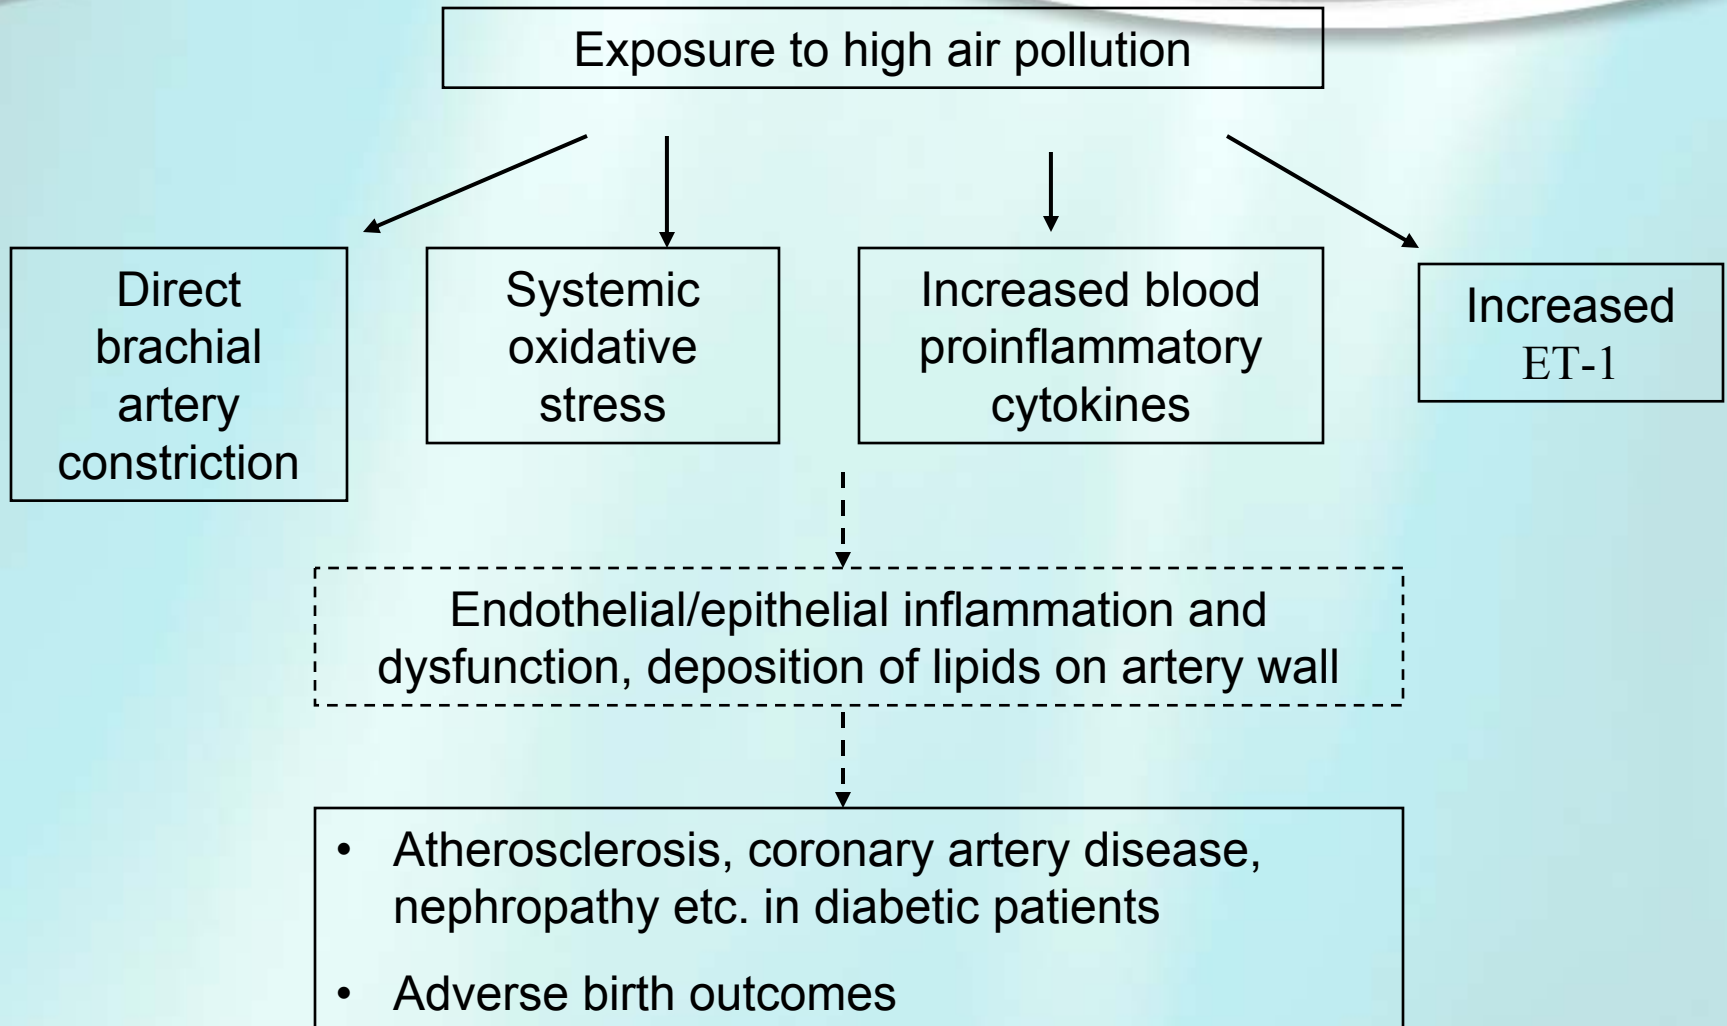 Exposure to high air pollution
Direct
brachial
artery
constriction
Systemic
oxidative
stress
Increased blood
proinflammatory
cytokines
Increased
ET-1
Endothelial/epithelial inflammation and
dysfunction, deposition of lipids on artery wall
• Atherosclerosis, coronary artery disease,
nephropathy etc. in diabetic patients
• Adverse birth outcomes